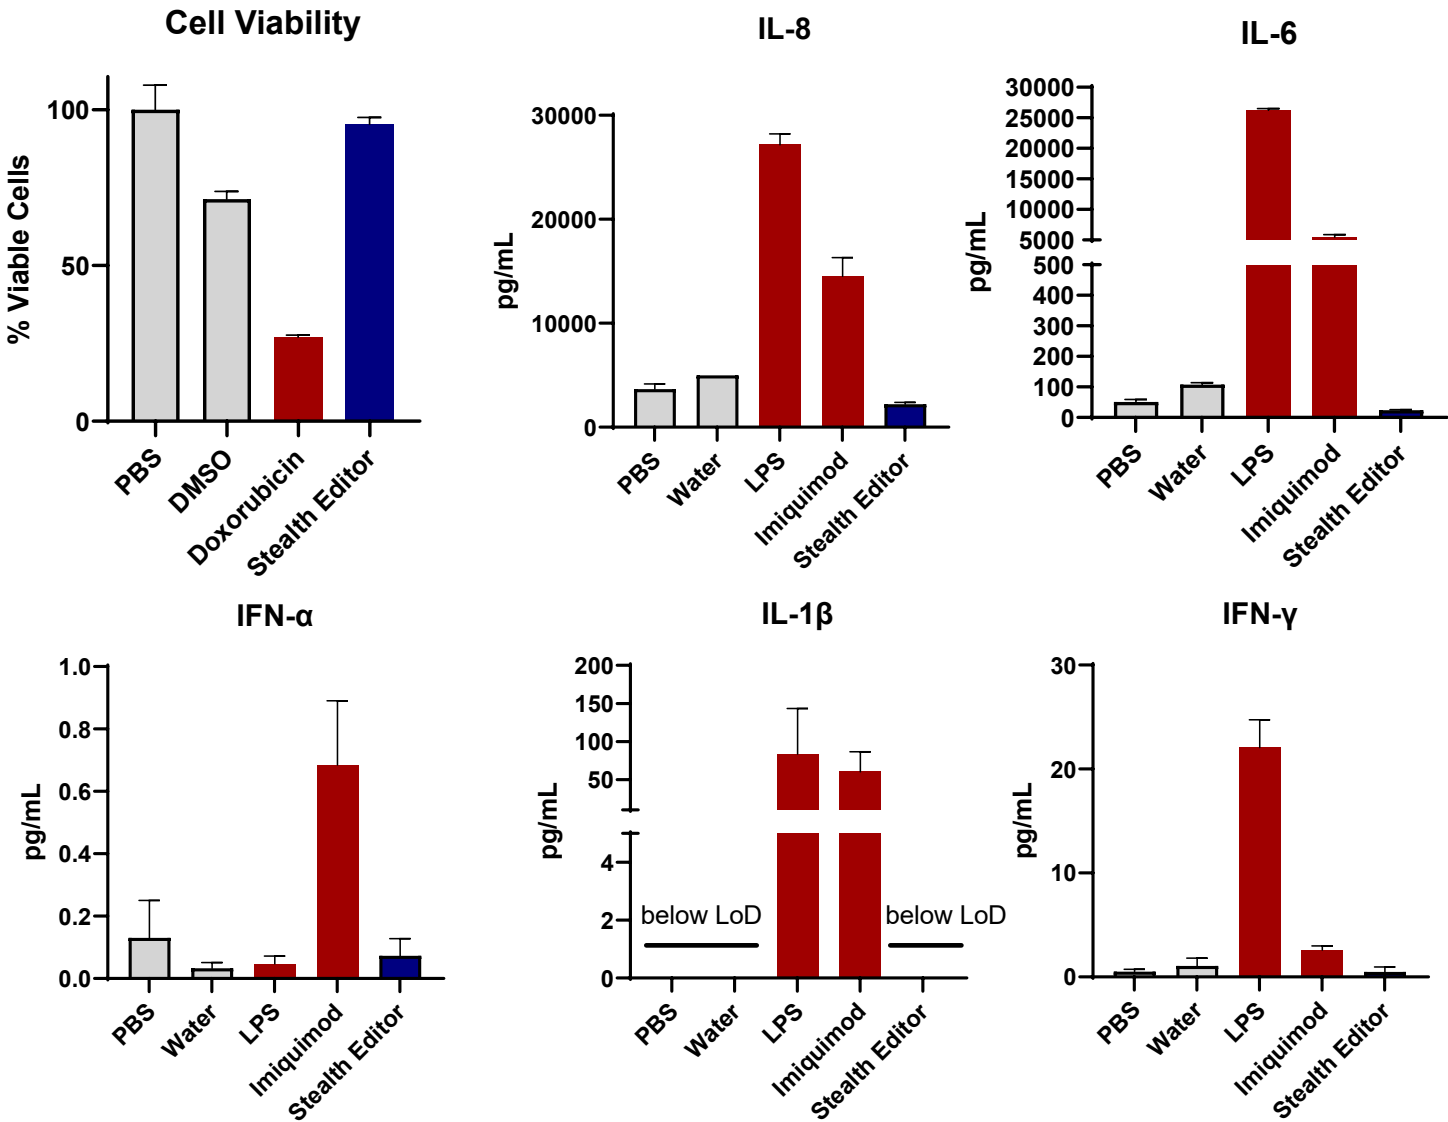 Cell Viability
% Viable Cells
100
50
0
PBS
DMSO
Doxorubicin
Stealth Editor
IL-8
pg/mL
30000
20000
10000
0
PBS
Water
LPS
Imiquimod
Stealth Editor
IL-6
pg/mL
30000
25000
20000
15000
10000
5000
500
400
300
200
100
0
PBS
Water
LPS
Imiquimod
Stealth Editor
IFN-α
pg/mL
1.0
0.8
0.6
0.4
0.2
0.0
PBS
Water
LPS
Imiquimod
Stealth Editor
IL-1β
pg/mL
200
150
100
50
4
2
0
below LoD
below LoD
PBS
Water
LPS
Imiquimod
Stealth Editor
IFN-γ
pg/mL
30
20
10
0
PBS
Water
LPS
Imiquimod
Stealth Editor